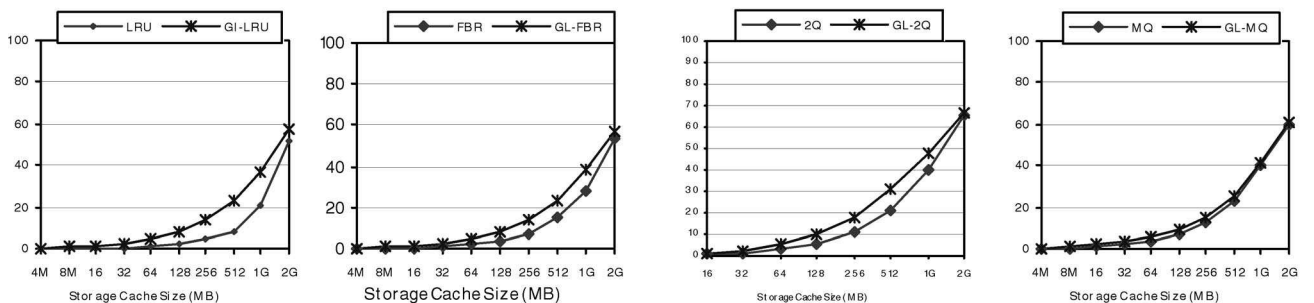 LRU GI-LRU
100
80
60
40
20
0
4M 8M 16 32 64 128 256 512 1G 2G
Storage Cache Size (MB)
FBR GL-FBR
100
80
60
40
20
0
4M 8M 16 32 64 128 256 512 1G 2G
Storage Cache Size (MB)
2Q GL-2Q
100
90
80
70
60
50
40
30
20
10
0
16 32 64 128 256 512 1G 2G
Storage Cache Size (MB)
MQ GL-MQ
100
80
60
40
20
0
4M 8M 16 32 64 128 256 512 1G 2G
Storage Cache Size (MB)